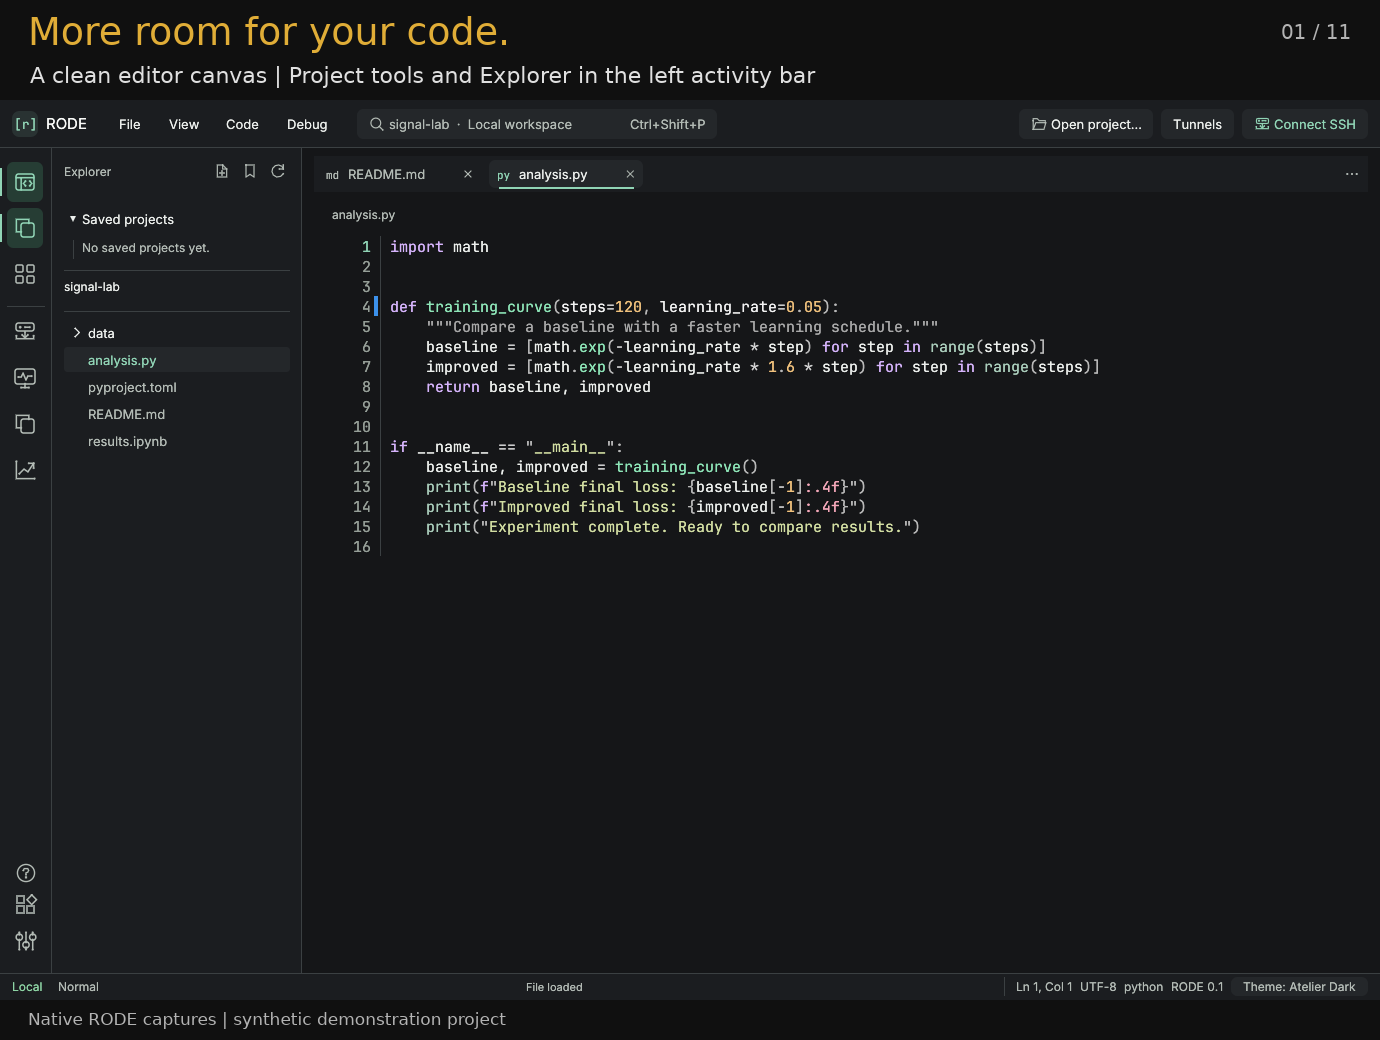 More room for your code.
01 / 11
A clean editor canvas | Project tools and Explorer in the left activity bar
[r] RODE File View Code Debug signal-lab · Local workspace Ctrl+Shift+P Open project... Tunnels Connect SSH
Explorer
Saved projects
No saved projects yet.
signal-lab
data
analysis.py
pyproject.toml
README.md
results.ipynb
md README.md × py analysis.py × ...
analysis.py
1 import math
2
3
4 def training_curve(steps=120, learning_rate=0.05):
5     """Compare a baseline with a faster learning schedule."""
6     baseline = [math.exp(-learning_rate * step) for step in range(steps)]
7     improved = [math.exp(-learning_rate * 1.6 * step) for step in range(steps)]
8     return baseline, improved
9
10
11 if __name__ == "__main__":
12     baseline, improved = training_curve()
13     print(f"Baseline final loss: {baseline[-1]:.4f}")
14     print(f"Improved final loss: {improved[-1]:.4f}")
15     print("Experiment complete. Ready to compare results.")
16
Local Normal File loaded Ln 1, Col 1 UTF-8 python RODE 0.1 Theme: Atelier Dark
Native RODE captures | synthetic demonstration project